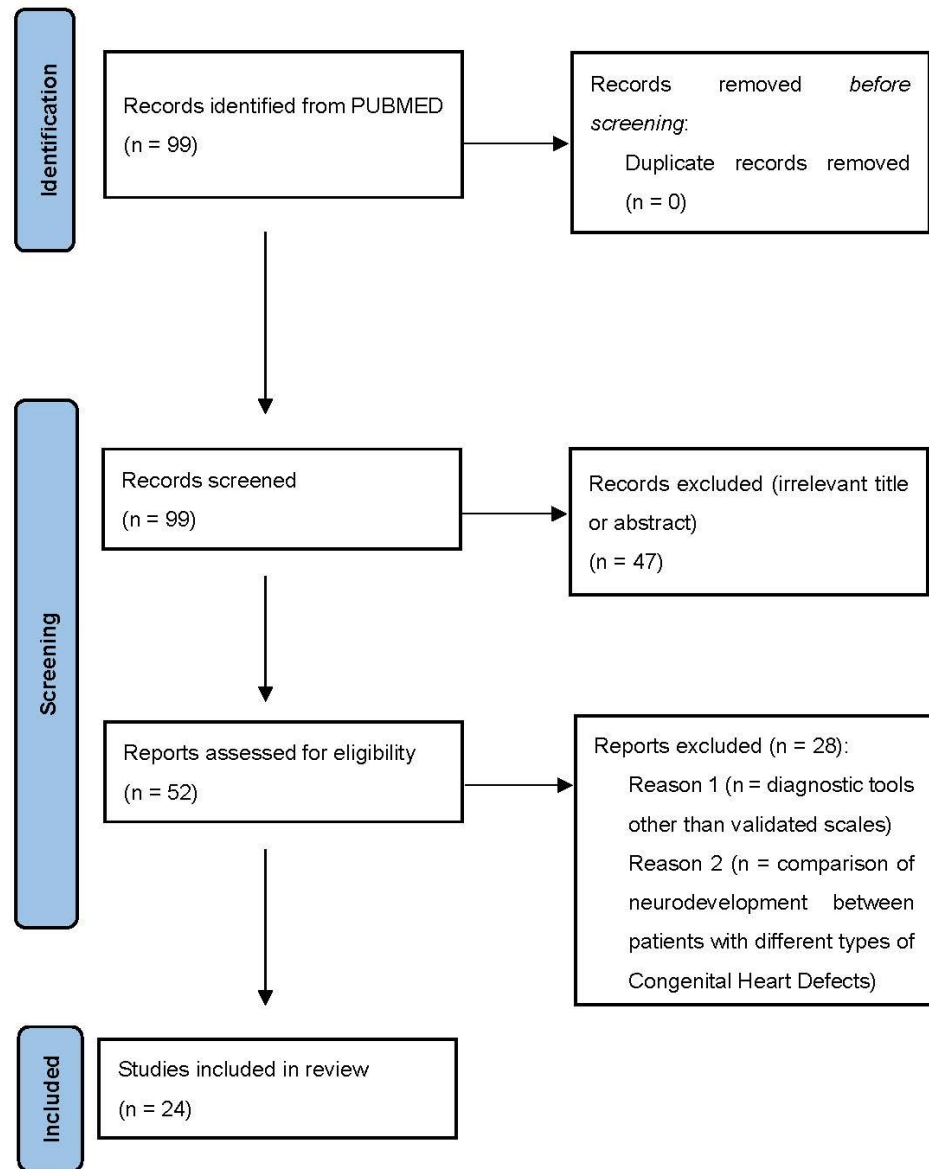 Identification
Records identified from PUBMED
(n = 99)
Records removed before
screening:
Duplicate records removed
(n = 0)
Screening
Records screened
(n = 99)
Records excluded (irrelevant title
or abstract)
(n = 47)
Reports assessed for eligibility
(n = 52)
Reports excluded (n = 28):
Reason 1 (n = diagnostic tools
other than validated scales)
Reason 2 (n = comparison of
neurodevelopment between
patients with different types of
Congenital Heart Defects)
Included
Studies included in review
(n = 24)